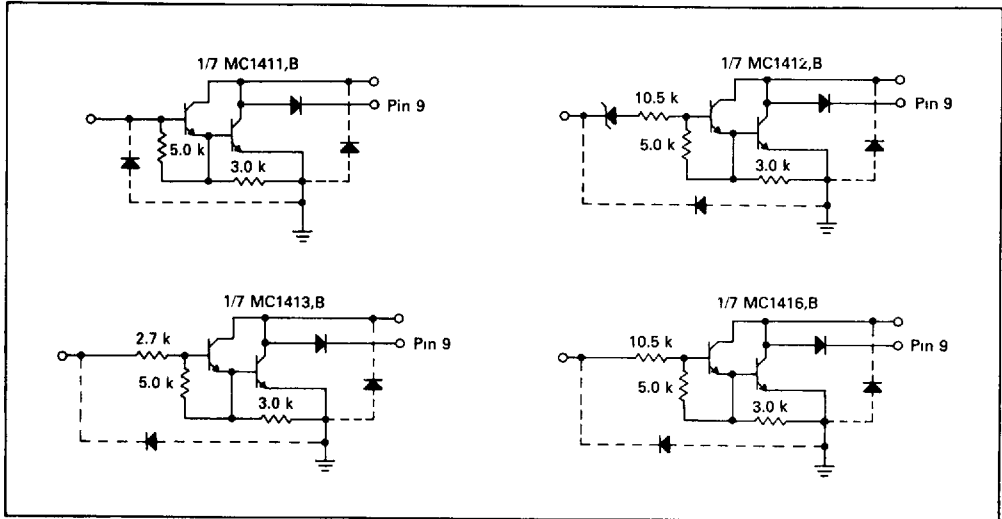 1/7 MC1411,B
Pin 9
5.0 k
3.0 k
1/7 MC1412,B
10.5 k
Pin 9
5.0 k
3.0 k
1/7 MC1413,B
2.7 k
Pin 9
5.0 k
3.0 k
1/7 MC1416,B
10.5 k
Pin 9
5.0 k
3.0 k